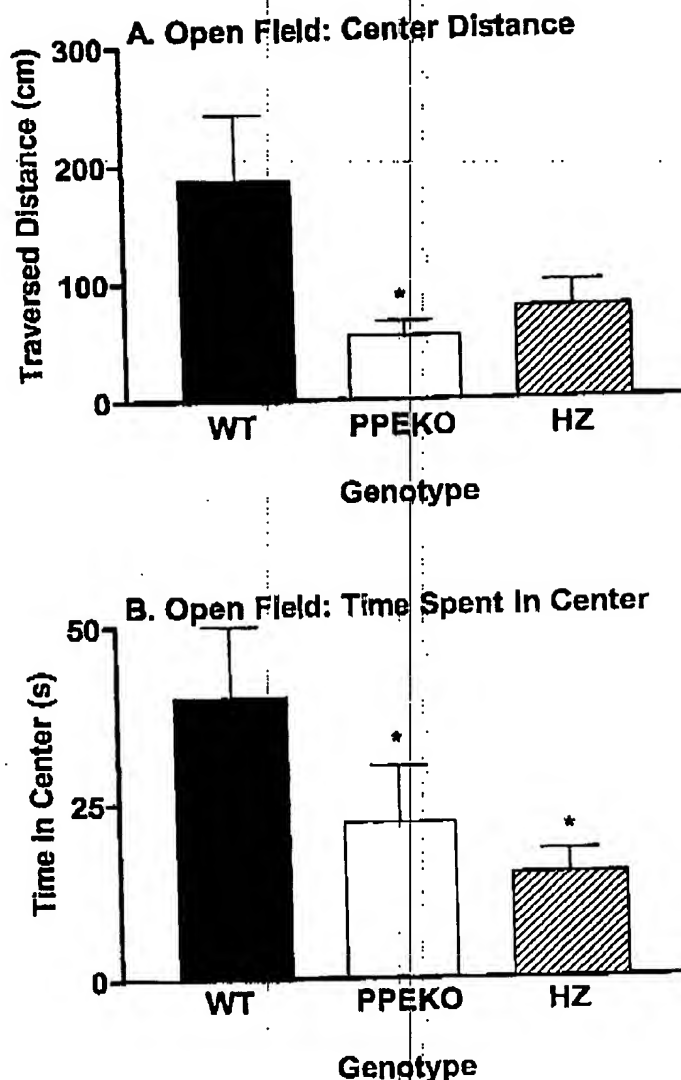 A. Open Field: Center Distance
Traversed Distance (cm)
300
200
100
0
*
WT PPEKO HZ
Genotype
B. Open Field: Time Spent In Center
Time in Center (s)
50
25
0
*
*
WT PPEKO HZ
Genotype